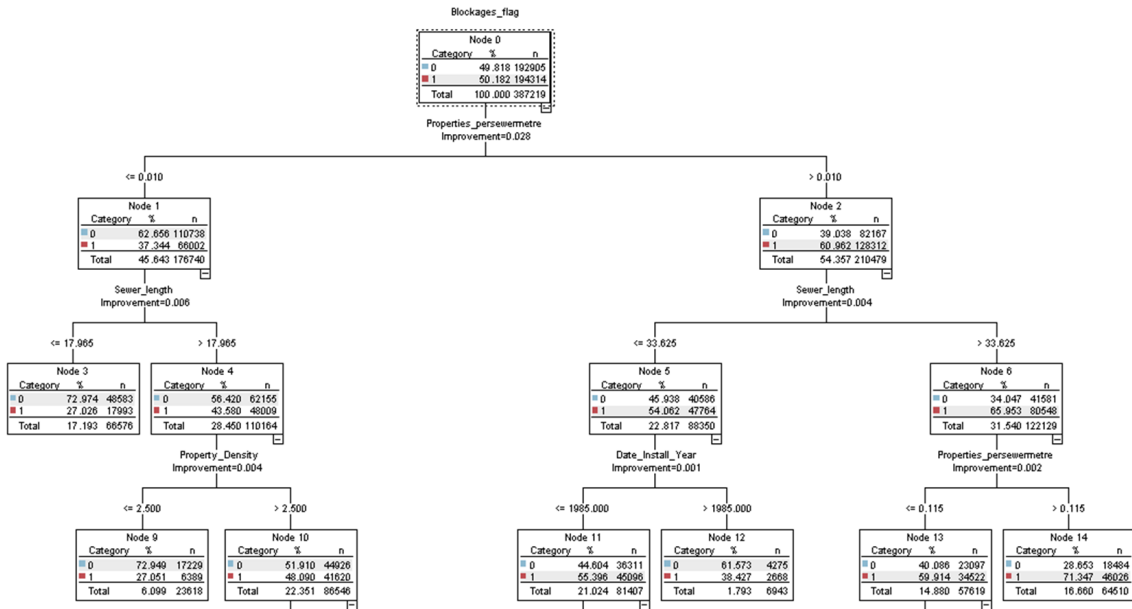 Blockages_flag
Node 0
Category % n
0 49.818 192905
1 50.182 194314
Total 100.000 387219
Properties_persewermetre
Improvement=0.028
<= 0.010
> 0.010
Node 1
Category % n
0 62.656 110738
1 37.344 66002
Total 45.643 176740
Node 2
Category % n
0 39.038 82167
1 60.962 128312
Total 54.357 210479
Sewer_length
Improvement=0.006
Sewer_length
Improvement=0.004
<= 17.965
> 17.965
<= 33.625
> 33.625
Node 3
Category % n
0 72.974 48583
1 27.026 17993
Total 17.193 66576
Node 4
Category % n
0 56.420 62155
1 43.580 48009
Total 28.450 110164
Node 5
Category % n
0 45.938 40586
1 54.062 47764
Total 22.817 88350
Node 6
Category % n
0 34.047 41581
1 65.953 80548
Total 31.540 122129
Property_Density
Improvement=0.004
Date_Install_Year
Improvement=0.001
Properties_persewermetre
Improvement=0.002
<= 2.500
> 2.500
<= 1985.000
> 1985.000
<= 0.115
> 0.115
Node 9
Category % n
0 72.949 17229
1 27.051 6389
Total 6.099 23618
Node 10
Category % n
0 51.910 44926
1 48.090 41620
Total 22.351 86546
Node 11
Category % n
0 44.604 36311
1 55.396 45096
Total 21.024 81407
Node 12
Category % n
0 61.573 4275
1 38.427 2668
Total 1.793 6943
Node 13
Category % n
0 40.086 23097
1 59.914 34522
Total 14.880 57619
Node 14
Category % n
0 28.653 18484
1 71.347 46026
Total 16.660 64510